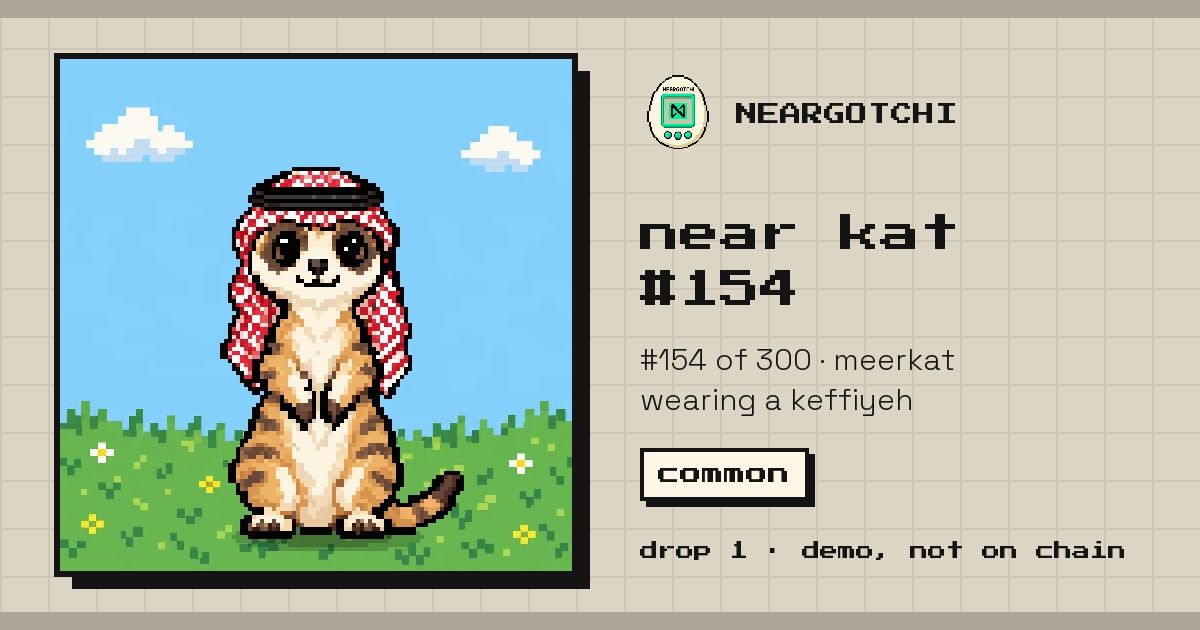 NEARGOTCHI
NEARGOTCHI
near kat
#154
#154 of 300 · meerkat
wearing a keffiyeh
common
drop 1 · demo, not on chain